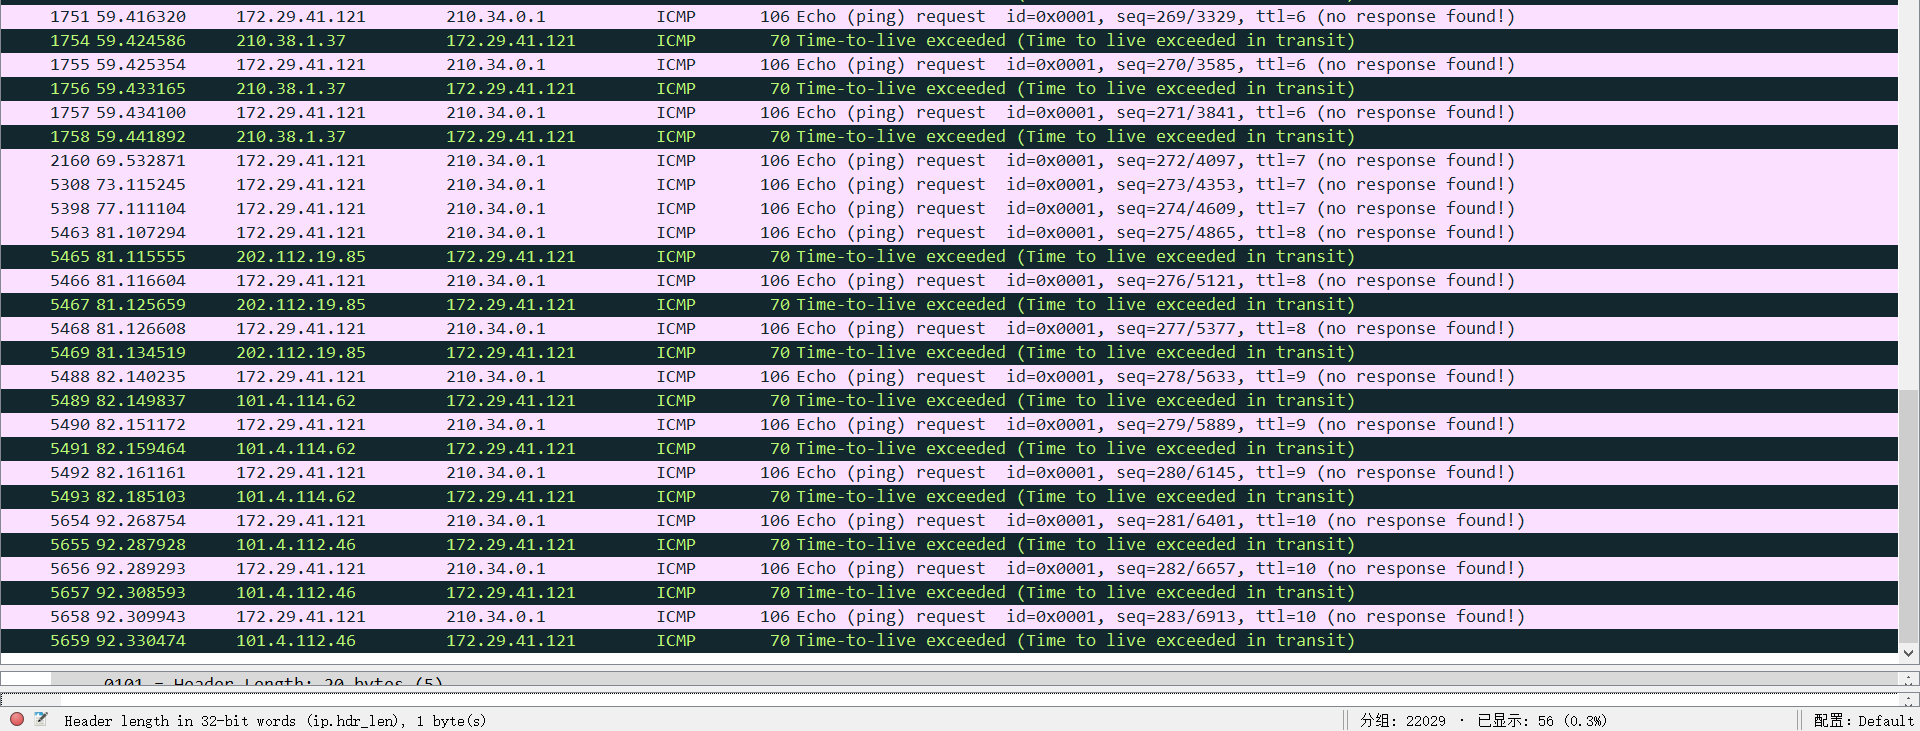 1751 59.416320 172.29.41.121 210.34.0.1 ICMP 106 Echo (ping) request id=0x0001, seq=269/3329, ttl=6 (no response found!)
1754 59.424586 210.38.1.37 172.29.41.121 ICMP 70 Time-to-live exceeded (Time to live exceeded in transit)
1755 59.425354 172.29.41.121 210.34.0.1 ICMP 106 Echo (ping) request id=0x0001, seq=270/3585, ttl=6 (no response found!)
1756 59.433165 210.38.1.37 172.29.41.121 ICMP 70 Time-to-live exceeded (Time to live exceeded in transit)
1757 59.434100 172.29.41.121 210.34.0.1 ICMP 106 Echo (ping) request id=0x0001, seq=271/3841, ttl=6 (no response found!)
1758 59.441892 210.38.1.37 172.29.41.121 ICMP 70 Time-to-live exceeded (Time to live exceeded in transit)
2160 69.532871 172.29.41.121 210.34.0.1 ICMP 106 Echo (ping) request id=0x0001, seq=272/4097, ttl=7 (no response found!)
5308 73.115245 172.29.41.121 210.34.0.1 ICMP 106 Echo (ping) request id=0x0001, seq=273/4353, ttl=7 (no response found!)
5398 77.111104 172.29.41.121 210.34.0.1 ICMP 106 Echo (ping) request id=0x0001, seq=274/4609, ttl=7 (no response found!)
5463 81.107294 172.29.41.121 210.34.0.1 ICMP 106 Echo (ping) request id=0x0001, seq=275/4865, ttl=8 (no response found!)
5465 81.115555 202.112.19.85 172.29.41.121 ICMP 70 Time-to-live exceeded (Time to live exceeded in transit)
5466 81.116604 172.29.41.121 210.34.0.1 ICMP 106 Echo (ping) request id=0x0001, seq=276/5121, ttl=8 (no response found!)
5467 81.125659 202.112.19.85 172.29.41.121 ICMP 70 Time-to-live exceeded (Time to live exceeded in transit)
5468 81.126608 172.29.41.121 210.34.0.1 ICMP 106 Echo (ping) request id=0x0001, seq=277/5377, ttl=8 (no response found!)
5469 81.134519 202.112.19.85 172.29.41.121 ICMP 70 Time-to-live exceeded (Time to live exceeded in transit)
5488 82.140235 172.29.41.121 210.34.0.1 ICMP 106 Echo (ping) request id=0x0001, seq=278/5633, ttl=9 (no response found!)
5489 82.149837 101.4.114.62 172.29.41.121 ICMP 70 Time-to-live exceeded (Time to live exceeded in transit)
5490 82.151172 172.29.41.121 210.34.0.1 ICMP 106 Echo (ping) request id=0x0001, seq=279/5889, ttl=9 (no response found!)
5491 82.159464 101.4.114.62 172.29.41.121 ICMP 70 Time-to-live exceeded (Time to live exceeded in transit)
5492 82.161161 172.29.41.121 210.34.0.1 ICMP 106 Echo (ping) request id=0x0001, seq=280/6145, ttl=9 (no response found!)
5493 82.185103 101.4.114.62 172.29.41.121 ICMP 70 Time-to-live exceeded (Time to live exceeded in transit)
5654 92.268754 172.29.41.121 210.34.0.1 ICMP 106 Echo (ping) request id=0x0001, seq=281/6401, ttl=10 (no response found!)
5655 92.287928 101.4.112.46 172.29.41.121 ICMP 70 Time-to-live exceeded (Time to live exceeded in transit)
5656 92.289293 172.29.41.121 210.34.0.1 ICMP 106 Echo (ping) request id=0x0001, seq=282/6657, ttl=10 (no response found!)
5657 92.308593 101.4.112.46 172.29.41.121 ICMP 70 Time-to-live exceeded (Time to live exceeded in transit)
5658 92.309943 172.29.41.121 210.34.0.1 ICMP 106 Echo (ping) request id=0x0001, seq=283/6913, ttl=10 (no response found!)
5659 92.330474 101.4.112.46 172.29.41.121 ICMP 70 Time-to-live exceeded (Time to live exceeded in transit)
0101 = Header Length: 20 bytes (5)
Header length in 32-bit words (ip.hdr_len), 1 byte(s) 分组: 22029 · 已显示: 56 (0.3%) 配置: Default